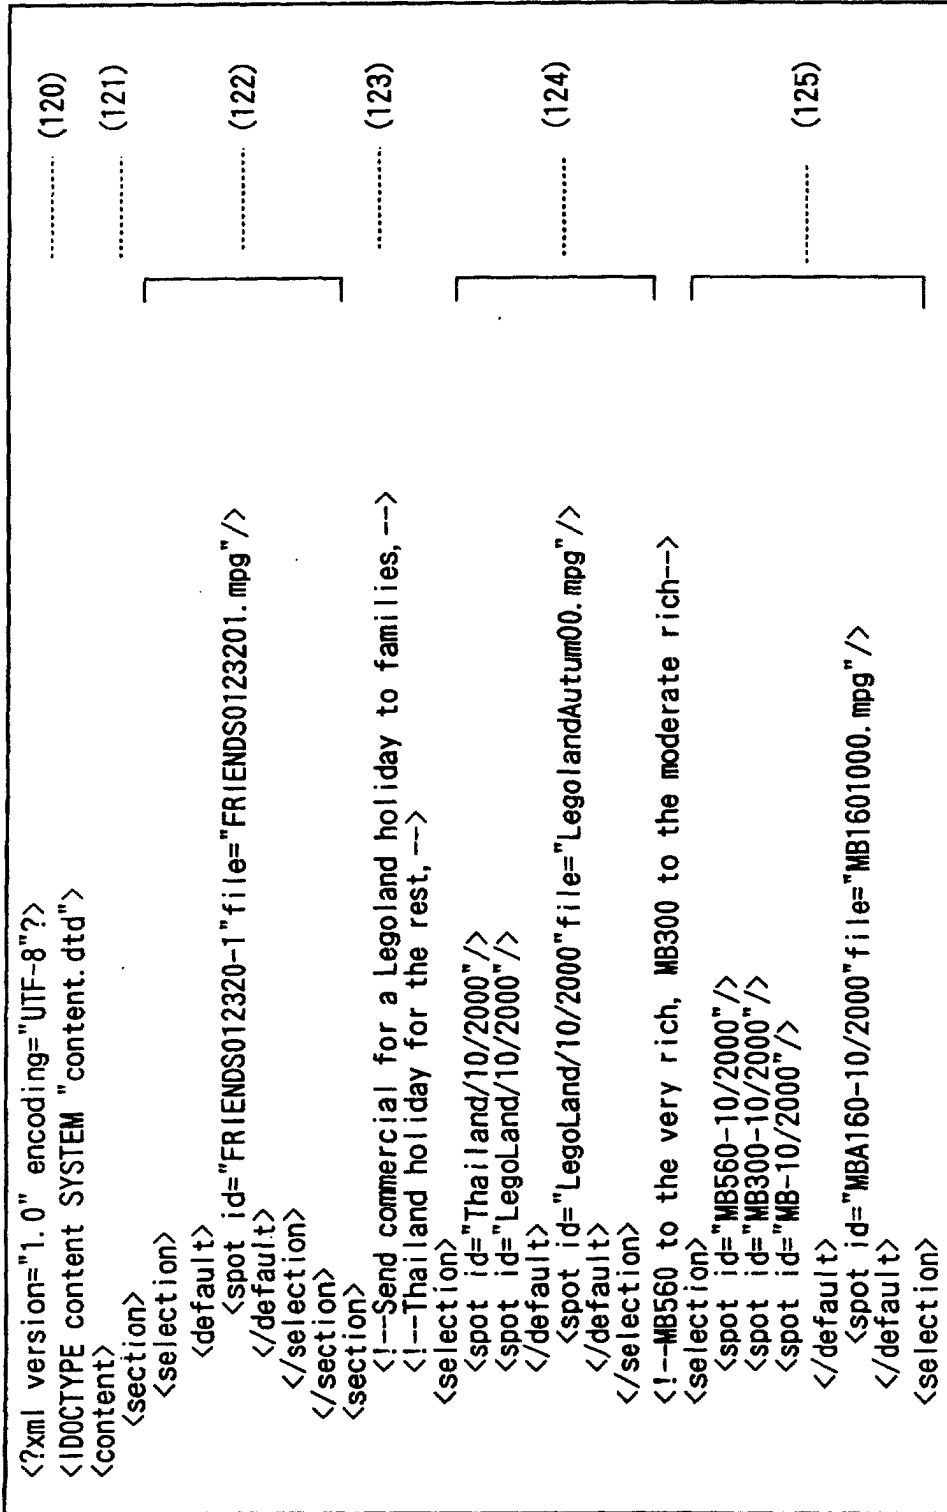 <?xml version="1.0" encoding="UTF-8"?>
<IDOCTYPE content SYSTEM "content.dtd"> ............ (120)
<content> ............ (121)
<section>
<selection>
<default>
<spot id="FRIENDS012320-1"file="FRIENDS0123201.mpg"/> ............ (122)
</default>
</selection>
</section>
<section>
<!---Send commercial for a Legoland holiday to families,--> ............ (123)
<!---Thailand holiday for the rest,-->
<selection>
<spot id="Thailand/10/2000"/>
<spot id="LegoLand/10/2000"/>
</default>
<spot id="LegoLand/10/2000"file="LegolandAutum00.mpg"/> ............ (124)
</default>
</selection>
<!---MB560 to the very rich, MB300 to the moderate rich-->
<selection>
<spot id="MB560-10/2000"/>
<spot id="MB300-10/2000"/>
<spot id="MB-10/2000"/>
</default> ............ (125)
<spot id="MBA160-10/2000"file="MB1601000.mpg"/>
</default>
<selection>